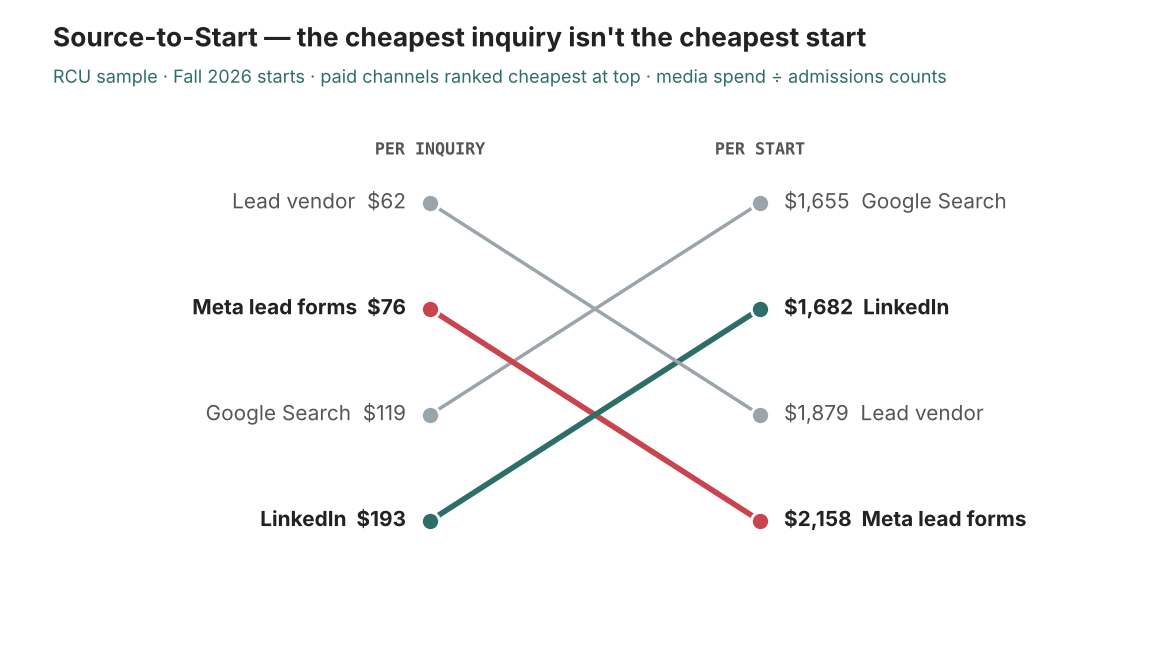 Source-to-Start — the cheapest inquiry isn't the cheapest start
RCU sample · Fall 2026 starts · paid channels ranked cheapest at top · media spend ÷ admissions counts
PER INQUIRY PER START
Lead vendor $62 $1,655 Google Search
Meta lead forms $76 $1,682 LinkedIn
Google Search $119 $1,879 Lead vendor
LinkedIn $193 $2,158 Meta lead forms